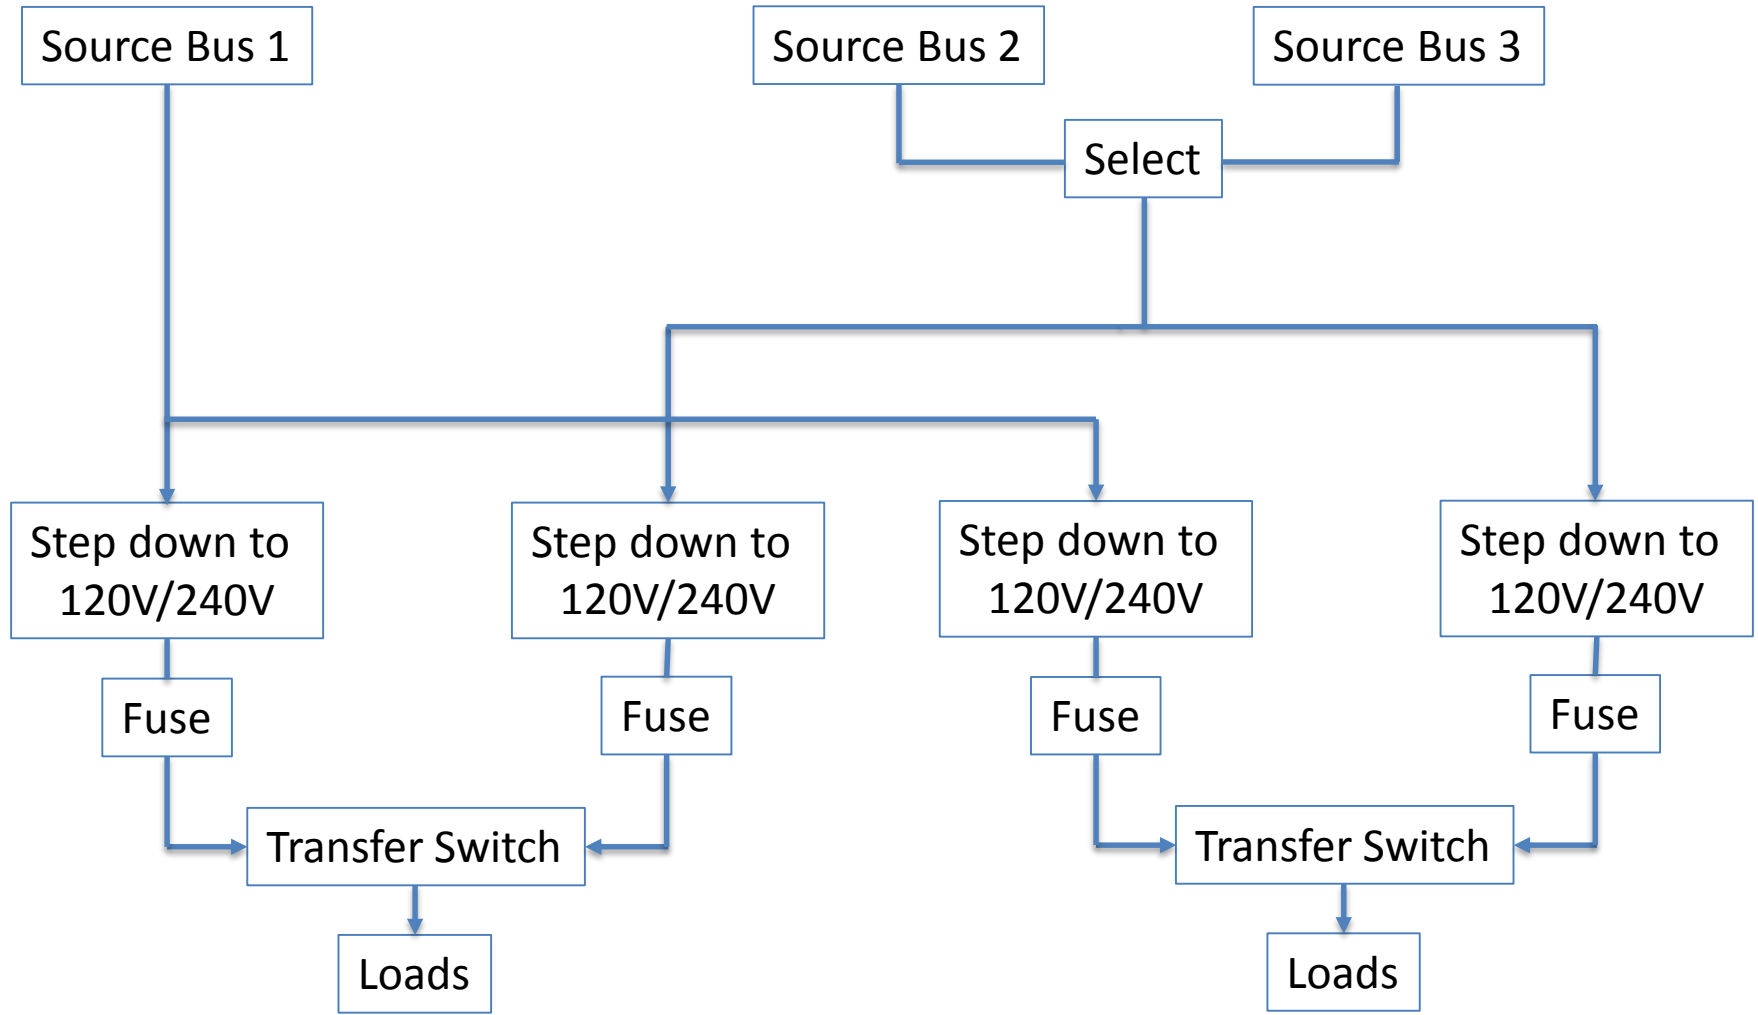 Source Bus 1
Source Bus 2
Source Bus 3
Select
Step down to
120V/240V
Step down to
120V/240V
Step down to
120V/240V
Step down to
120V/240V
Fuse
Fuse
Fuse
Fuse
Transfer Switch
Transfer Switch
Loads
Loads